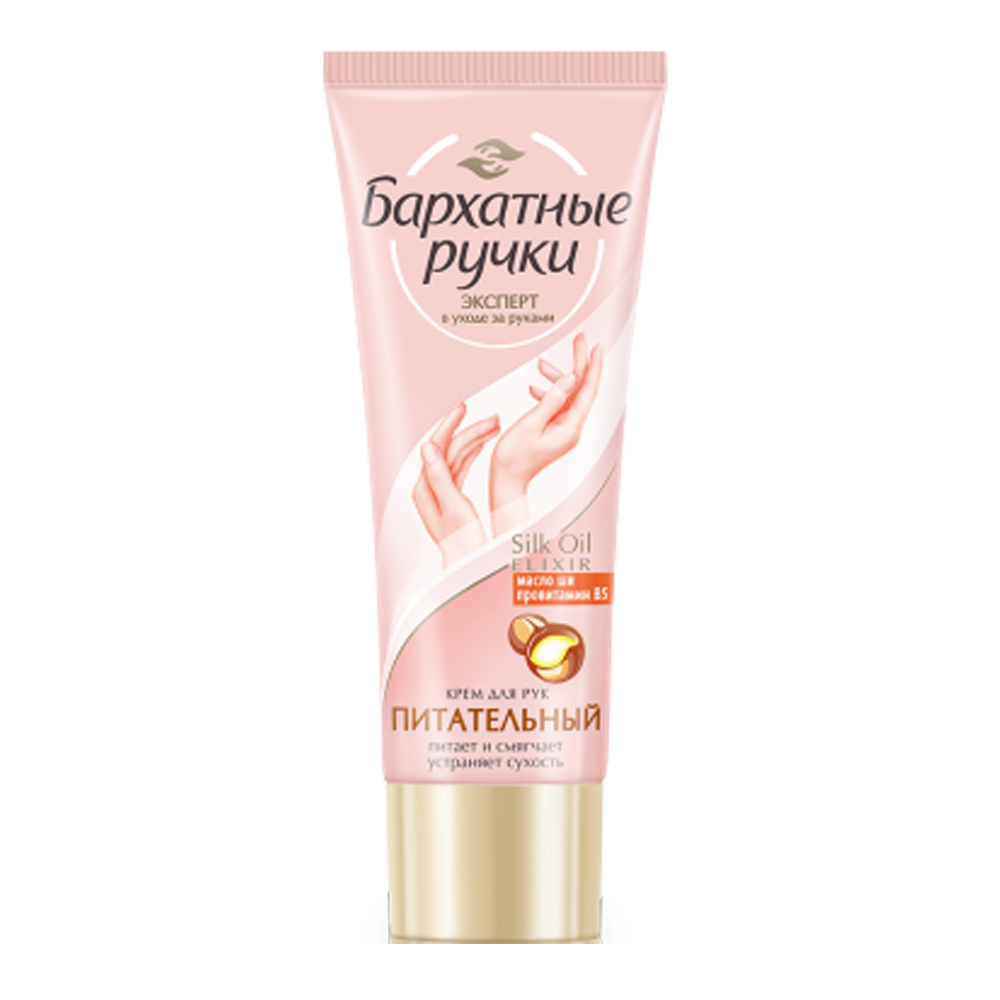 Бархатные
ручки
ЭКСПЕРТ
в уходе за руками
Silk Oil
ELIXIR
масло ши
провитамин B5
КРЕМ ДЛЯ РУК
ПИТАТЕЛЬНЫЙ
питает и смягчает
устраняет сухость